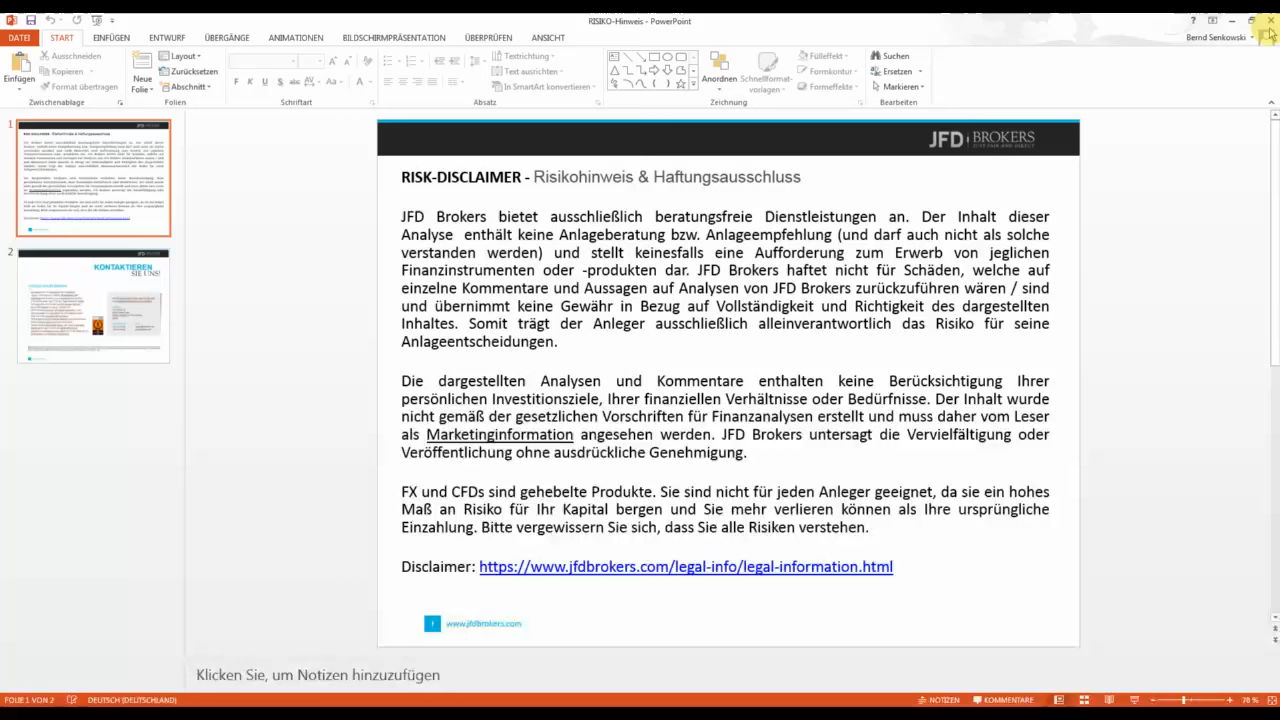 RISIKO-Hinweis - PowerPoint
DATEI START EINFÜGEN ENTWURF ÜBERGÄNGE ANIMATIONEN BILDSCHIRMPRÄSENTATION ÜBERPRÜFEN ANSICHT
Bernd Senkowski
Einfügen
Ausschneiden
Kopieren
Format übertragen
Zwischenablage
Neue
Folie
Layout
Zurücksetzen
Abschnitt
Folien
Schriftart
Textrichtung
Text ausrichten
In SmartArt konvertieren
Absatz
Anordnen
Schnellformat-
vorlagen
Fülleffekt
Formkontur
Formeffekte
Zeichnung
Suchen
Ersetzen
Markieren
Bearbeiten
1
2
KONTAKTIEREN
SIE UNS!
JFD BROKERS
RISK-DISCLAIMER - Risikohinweis & Haftungsausschuss
JFD Brokers bietet ausschließlich beratungsfreie Dienstleistungen an. Der Inhalt dieser
Analyse enthält keine Anlageberatung bzw. Anlageempfehlung (und darf auch nicht als solche
verstanden werden) und stellt keinesfalls eine Aufforderung zum Erwerb von jeglichen
Finanzinstrumenten oder -produkten dar. JFD Brokers haftet nicht für Schäden, welche auf
einzelne Kommentare und Aussagen auf Analysen von JFD Brokers zurückzuführen wären / sind
und übernimmt keine Gewähr in Bezug auf Vollständigkeit und Richtigkeit des dargestellten
Inhaltes. Somit trägt der Anleger ausschließlich alleinverantwortlich das Risiko für seine
Anlageentscheidungen.
Die dargestellten Analysen und Kommentare enthalten keine Berücksichtigung Ihrer
persönlichen Investitionsziele, Ihrer finanziellen Verhältnisse oder Bedürfnisse. Der Inhalt wurde
nicht gemäß der gesetzlichen Vorschriften für Finanzanalysen erstellt und muss daher vom Leser
als Marketinginformation angesehen werden. JFD Brokers untersagt die Vervielfältigung oder
Veröffentlichung ohne ausdrückliche Genehmigung.
FX und CFDs sind gehebelte Produkte. Sie sind nicht für jeden Anleger geeignet, da sie ein hohes
Maß an Risiko für Ihr Kapital bergen und Sie mehr verlieren können als Ihre ursprüngliche
Einzahlung. Bitte vergewissern Sie sich, dass Sie alle Risiken verstehen.
Disclaimer: https://www.jfdbrokers.com/legal-info/legal-information.html
www.jfdbrokers.com
Klicken Sie, um Notizen hinzuzufügen
FOLIE 1 VON 2 DEUTSCH (DEUTSCHLAND) NOTIZEN KOMMENTARE 78 %